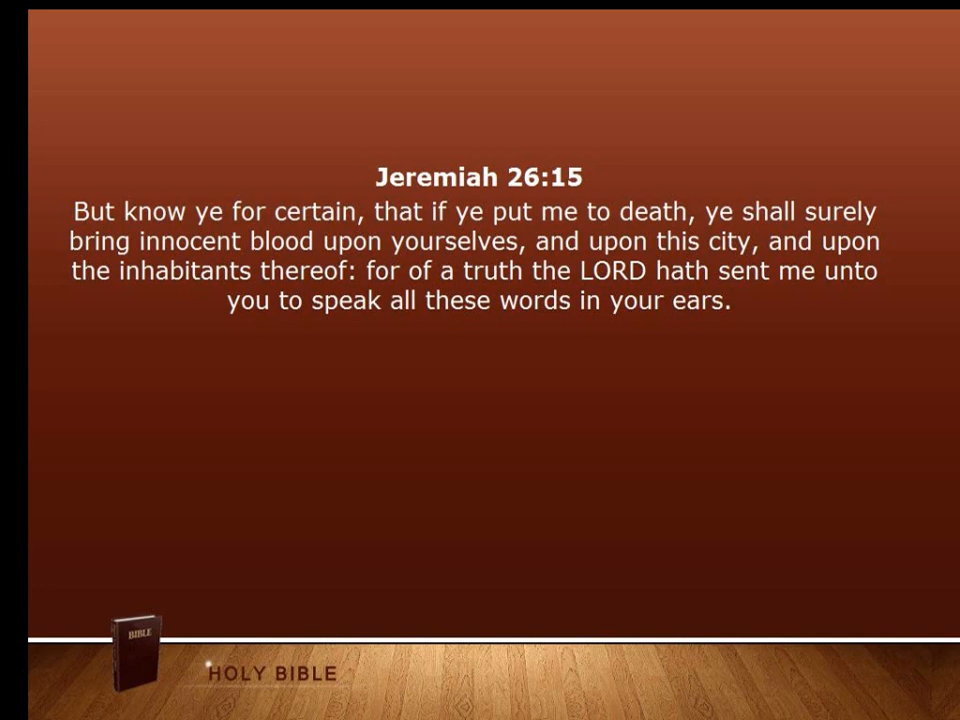 Jeremiah 26:15
But know ye for certain, that if ye put me to death, ye shall surely
bring innocent blood upon yourselves, and upon this city, and upon
the inhabitants thereof: for of a truth the LORD hath sent me unto
you to speak all these words in your ears.
BIBLE
HOLY BIBLE